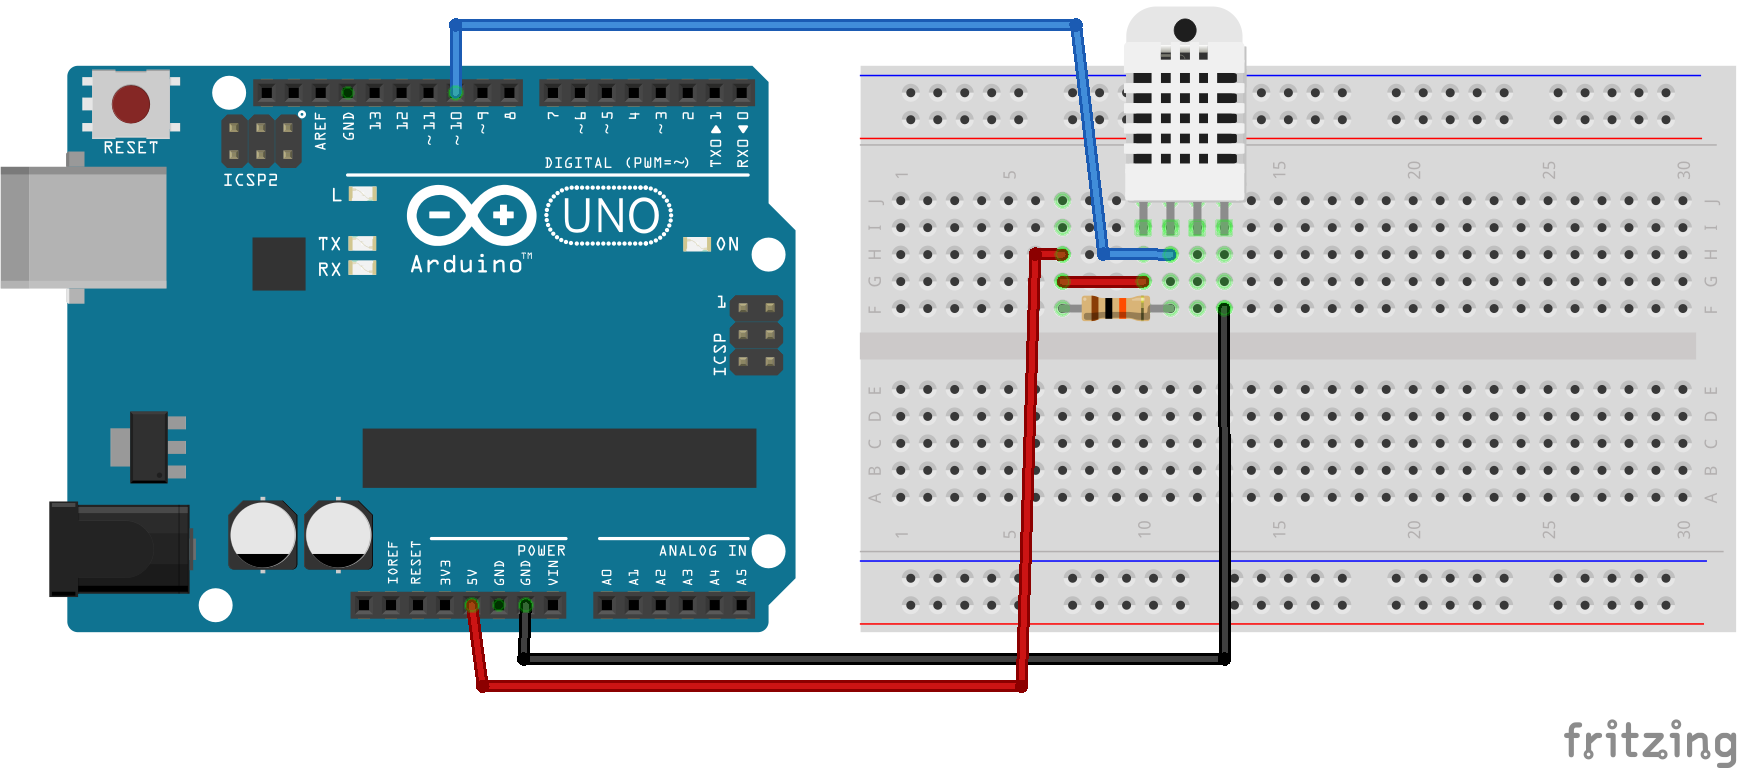 RESET
ICSP2
AREF
GND
13
12
~11
~10
~9
8
7
~6
~5
4
~3
2
TX0▶1
RX0◀0
DIGITAL (PWM=~)
L
TX
RX
UNO
Arduino™
ON
1
ICSP
IOREF
RESET
3V3
5V
GND
GND
VIN
POWER
ANALOG IN
A0
A1
A2
A3
A4
A5
1
5
15
20
25
30
J
I
H
G
F
J
I
H
G
F
E
D
C
B
A
E
D
C
B
A
1
5
10
15
20
25
30
fritzing